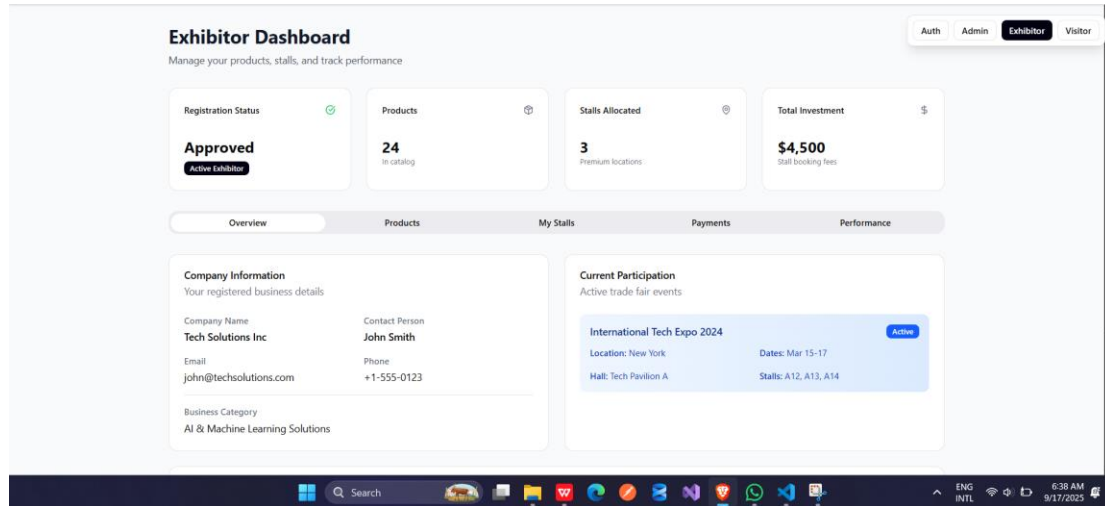 Exhibitor Dashboard
Manage your products, stalls, and track performance
Auth Admin Exhibitor Visitor
Registration Status
Approved
Active Exhibitor
Products
24
In catalog
Stalls Allocated
3
Premium locations
Total Investment
$
$4,500
Stall booking fees
Overview Products My Stalls Payments Performance
Company Information
Your registered business details
Company Name
Tech Solutions Inc
Contact Person
John Smith
Email
john@techsolutions.com
Phone
+1-555-0123
Business Category
AI & Machine Learning Solutions
Current Participation
Active trade fair events
International Tech Expo 2024
Active
Location: New York
Dates: Mar 15-17
Hall: Tech Pavilion A
Stalls: A12, A13, A14
Search
W
ENG
INTL
6:38 AM
9/17/2025